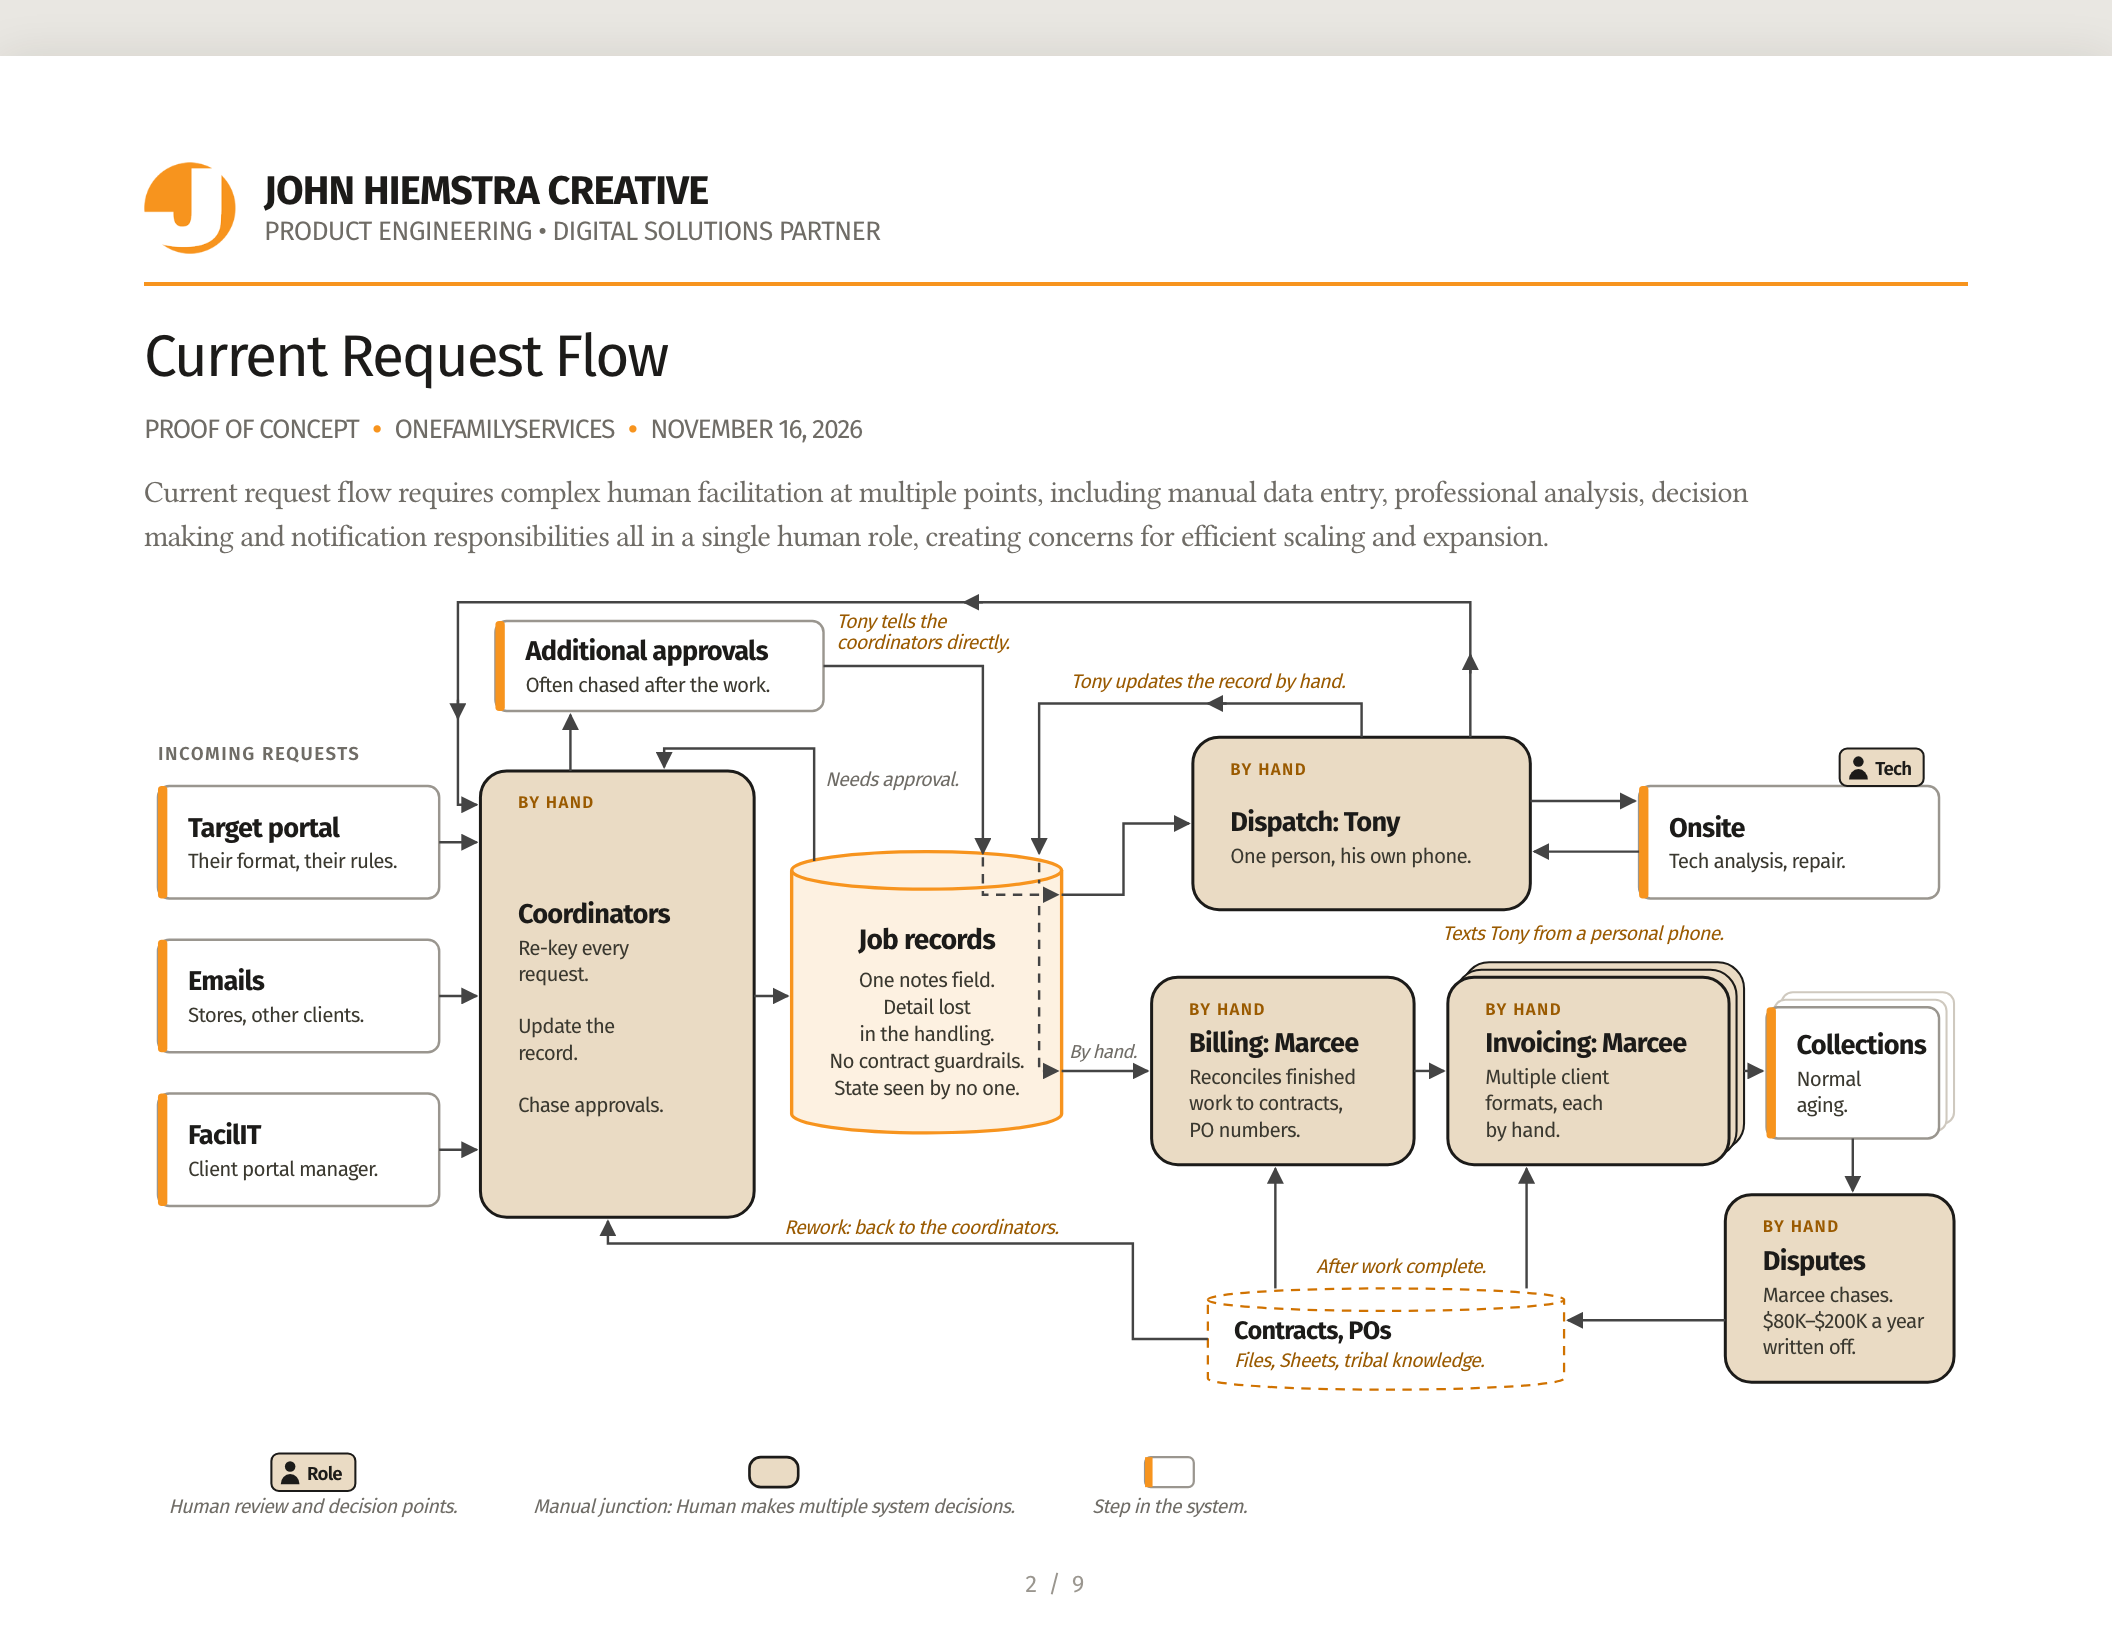 JOHN HIEMSTRA CREATIVE
PRODUCT ENGINEERING • DIGITAL SOLUTIONS PARTNER
Current Request Flow
PROOF OF CONCEPT • ONEFAMILYSERVICES • NOVEMBER 16, 2026
Current request flow requires complex human facilitation at multiple points, including manual data entry, professional analysis, decision
making and notification responsibilities all in a single human role, creating concerns for efficient scaling and expansion.
Additional approvals
Often chased after the work.
Tony tells the
coordinators directly.
Tony updates the record by hand.
INCOMING REQUESTS
Target portal
Their format, their rules.
Emails
Stores, other clients.
FacilIT
Client portal manager.
BY HAND
Coordinators
Re-key every
request.
Update the
record.
Chase approvals.
Needs approval.
Job records
One notes field.
Detail lost
in the handling.
No contract guardrails.
State seen by no one.
BY HAND
Dispatch: Tony
One person, his own phone.
Tech
Onsite
Tech analysis, repair.
Texts Tony from a personal phone.
By hand.
BY HAND
Billing: Marcee
Reconciles finished
work to contracts,
PO numbers.
BY HAND
Invoicing: Marcee
Multiple client
formats, each
by hand.
Collections
Normal
aging.
Rework: back to the coordinators.
After work complete.
Contracts, POs
Files, Sheets, tribal knowledge.
BY HAND
Disputes
Marcee chases.
$80K–$200K a year
written off.
Role
Human review and decision points.
Manual junction: Human makes multiple system decisions.
Step in the system.
2 / 9